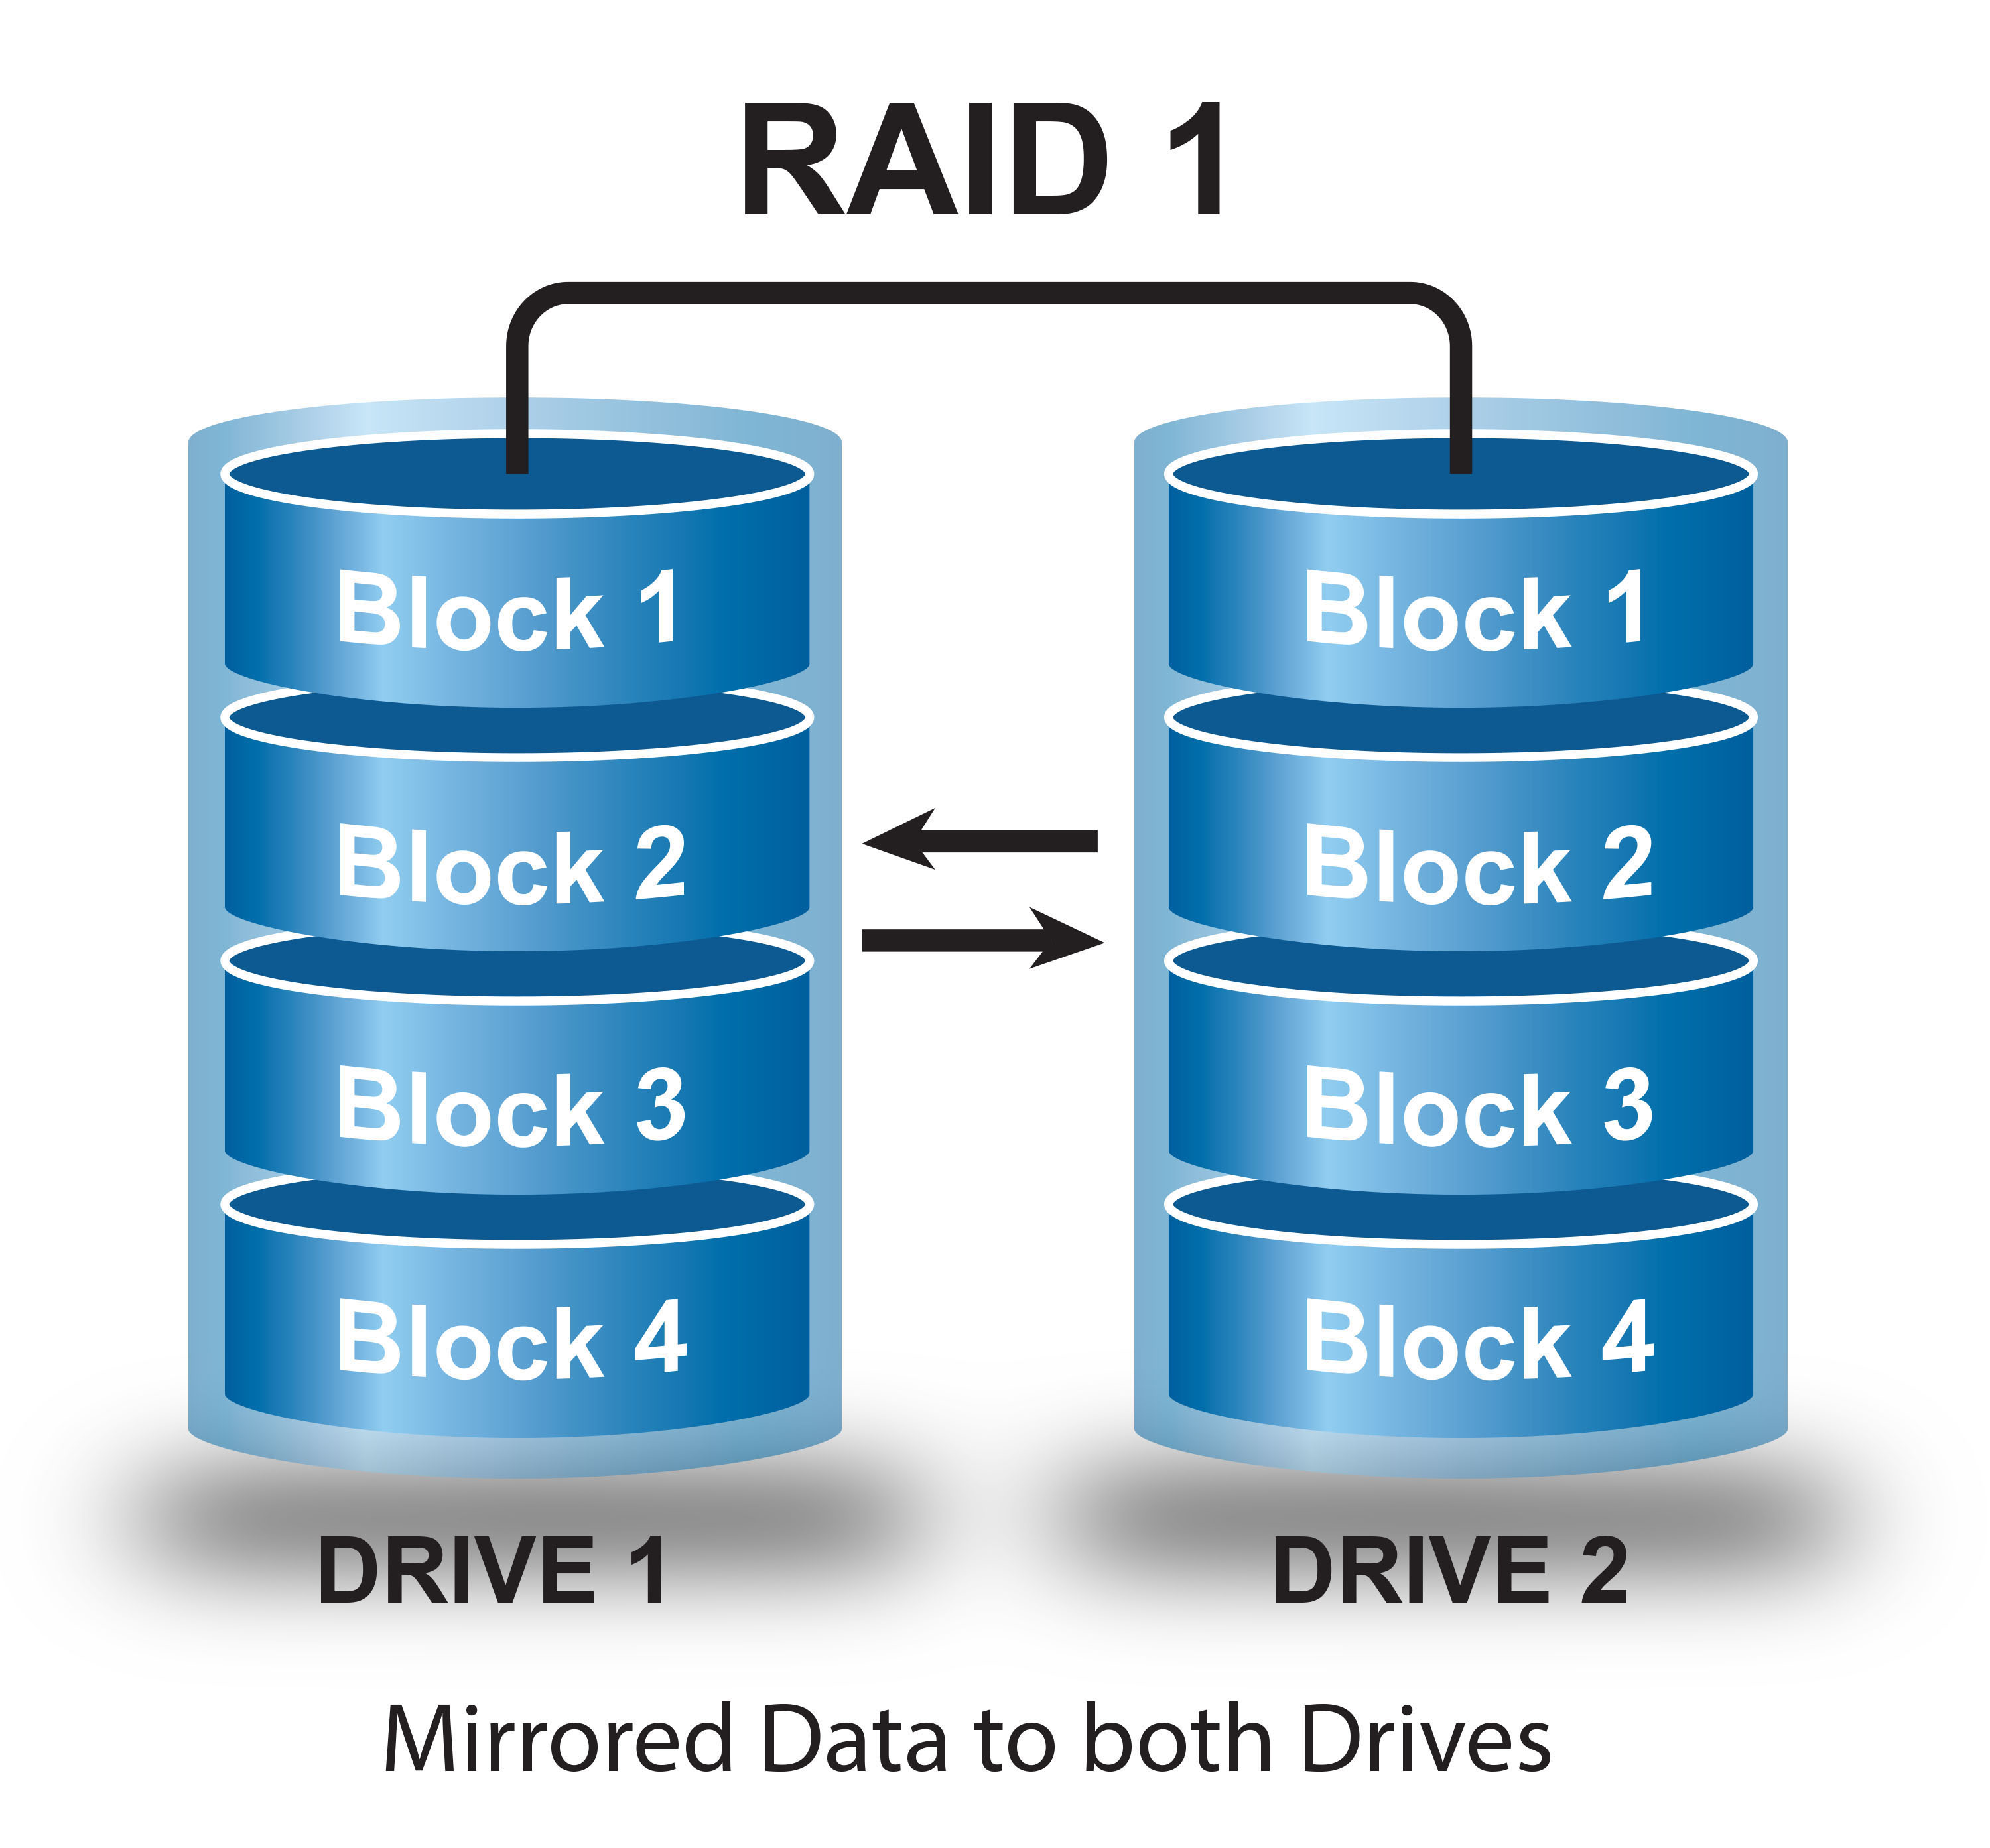 RAID 1
Block 1
Block 2
Block 3
Block 4
DRIVE 1
Block 1
Block 2
Block 3
Block 4
DRIVE 2
Mirrored Data to both Drives